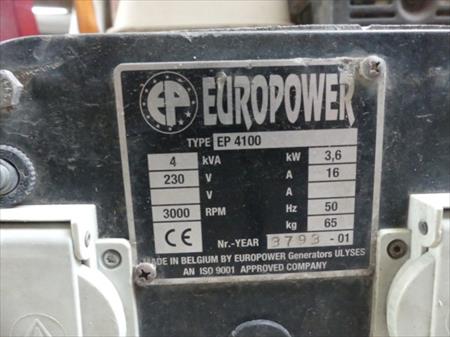 EP EUROPOWER
TYPE EP 4100
4 kVA kW 3,6
230 V A 16
V A
3000 RPM Hz 50
kg 65
CE Nr.-YEAR 3793 -01
MADE IN BELGIUM BY EUROPOWER Generators ULYSES
AN ISO 9001 APPROVED COMPANY